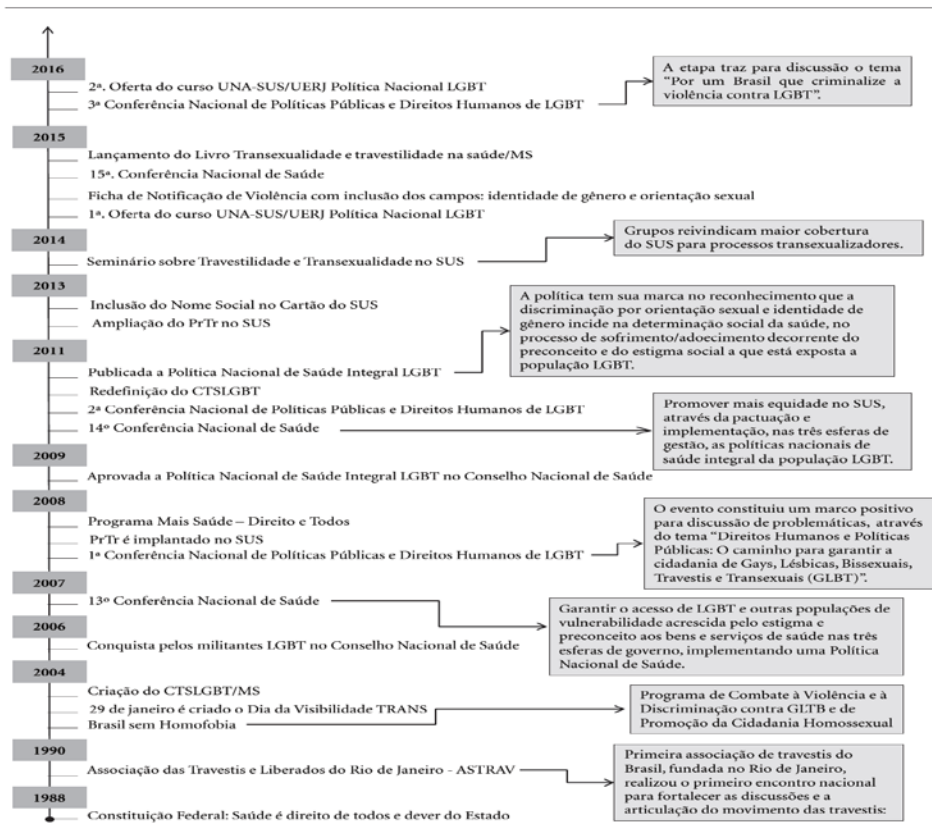 2016
2ª. Oferta do curso UNA-SUS/UERJ Política Nacional LGBT
3ª Conferência Nacional de Políticas Públicas e Direitos Humanos de LGBT
A etapa traz para discussão o tema
“Por um Brasil que criminalize a
violência contra LGBT”.
2015
Lançamento do Livro Transexualidade e travestilidade na saúde/MS
15ª. Conferência Nacional de Saúde
Ficha de Notificação de Violência com inclusão dos campos: identidade de gênero e orientação sexual
1ª. Oferta do curso UNA-SUS/UERJ Política Nacional LGBT
2014
Seminário sobre Travestilidade e Transexualidade no SUS
Grupos reivindicam maior cobertura
do SUS para processos transexualizadores.
2013
Inclusão do Nome Social no Cartão do SUS
Ampliação do PrTr no SUS
2011
Publicada a Política Nacional de Saúde Integral LGBT
A política tem sua marca no reconhecimento que a
discriminação por orientação sexual e identidade de
gênero incide na determinação social da saúde, no
processo de sofrimento/adoecimento decorrente do
preconceito e do estigma social a que está exposta a
população LGBT.
Redefinição do CTSLGBT
2ª Conferência Nacional de Políticas Públicas e Direitos Humanos de LGBT
14º Conferência Nacional de Saúde
Promover mais equidade no SUS,
através da pactuação e
implementação, nas três esferas de
gestão, as políticas nacionais de
saúde integral da população LGBT.
2009
Aprovada a Política Nacional de Saúde Integral LGBT no Conselho Nacional de Saúde
2008
Programa Mais Saúde – Direito e Todos
PrTr é implantado no SUS
1ª Conferência Nacional de Políticas Públicas e Direitos Humanos de LGBT
O evento constituiu um marco positivo
para discussão de problemáticas, através
do tema “Direitos Humanos e Políticas
Públicas: O caminho para garantir a
cidadania de Gays, Lésbicas, Bissexuais,
Travestis e Transexuais (GLBT)”.
2007
13º Conferência Nacional de Saúde
Garantir o acesso de LGBT e outras populações de
vulnerabilidade acrescida pelo estigma e
preconceito aos bens e serviços de saúde nas três
esferas de governo, implementando uma Política
Nacional de Saúde.
2006
Conquista pelos militantes LGBT no Conselho Nacional de Saúde
2004
Criação do CTSLGBT/MS
29 de janeiro é criado o Dia da Visibilidade TRANS
Brasil sem Homofobia
Programa de Combate à Violência e à
Discriminação contra GLTB e de
Promoção da Cidadania Homossexual
1990
Associação das Travestis e Liberados do Rio de Janeiro - ASTRAV
Primeira associação de travestis do
Brasil, fundada no Rio de Janeiro,
realizou o primeiro encontro nacional
para fortalecer as discussões e a
articulação do movimento das travestis:
1988
Constituição Federal: Saúde é direito de todos e dever do Estado